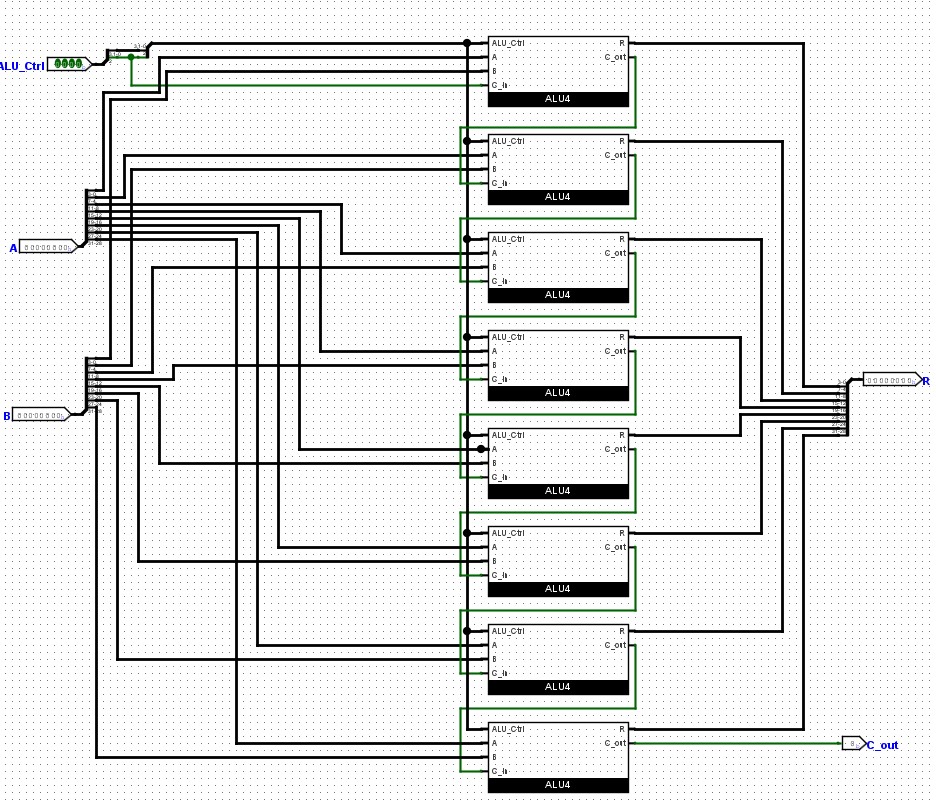 ALU_Ctrl
0000
A
B
R
C_out
ALU_Ctrl R
A C_out
B
C_in
ALU4
ALU_Ctrl R
A C_out
B
C_in
ALU4
ALU_Ctrl R
A C_out
B
C_in
ALU4
ALU_Ctrl R
A C_out
B
C_in
ALU4
ALU_Ctrl R
A C_out
B
C_in
ALU4
ALU_Ctrl R
A C_out
B
C_in
ALU4
ALU_Ctrl R
A C_out
B
C_in
ALU4
ALU_Ctrl R
A C_out
B
C_in
ALU4